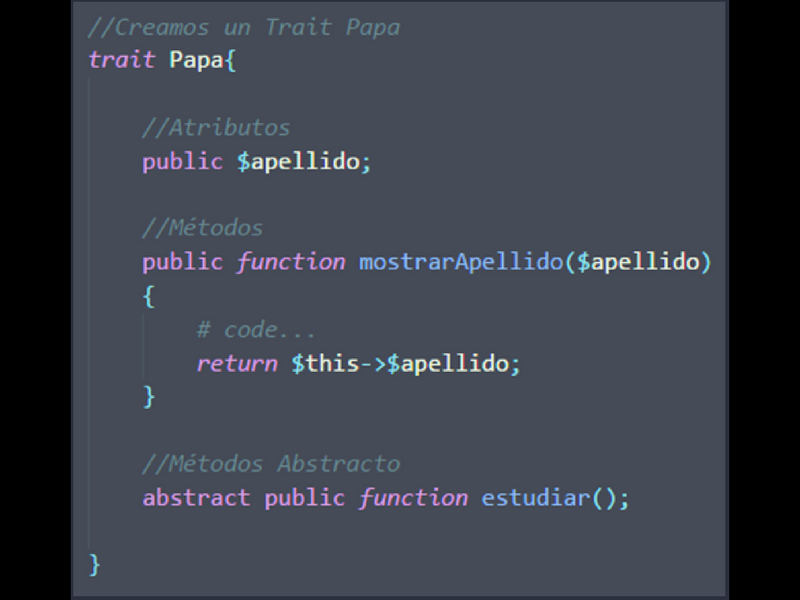 //Creamos un Trait Papa
trait Papa{
//Atributos
public $apellido;
//Métodos
public function mostrarApellido($apellido)
{
# code...
return $this->$apellido;
}
//Métodos Abstracto
abstract public function estudiar();
}